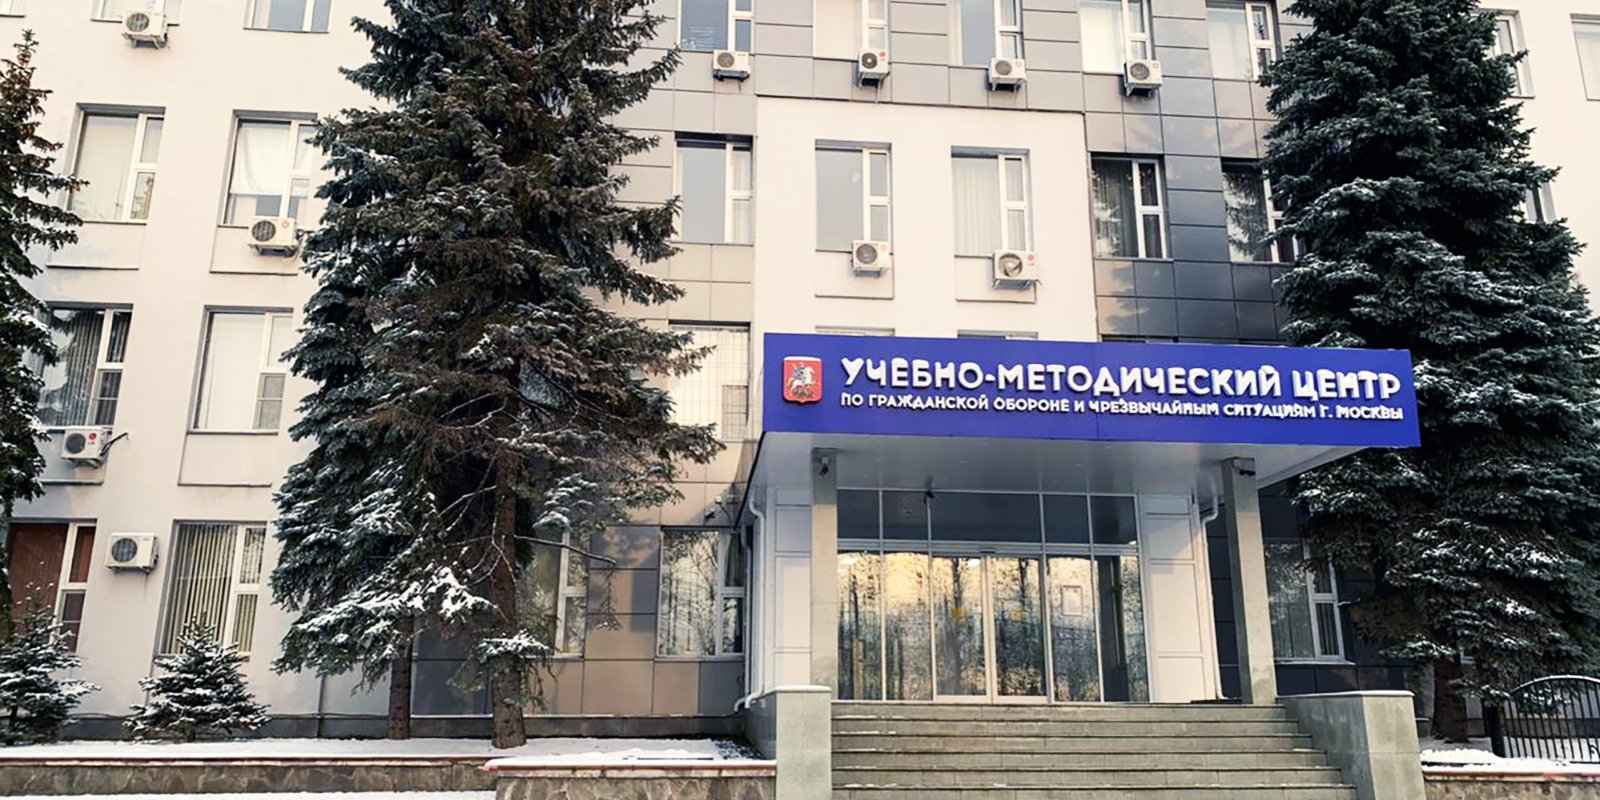 УЧЕБНО-МЕТОДИЧЕСКИЙ ЦЕНТР
ПО ГРАЖДАНСКОЙ ОБОРОНЕ И ЧРЕЗВЫЧАЙНЫМ СИТУАЦИЯМ Г. МОСКВЫ